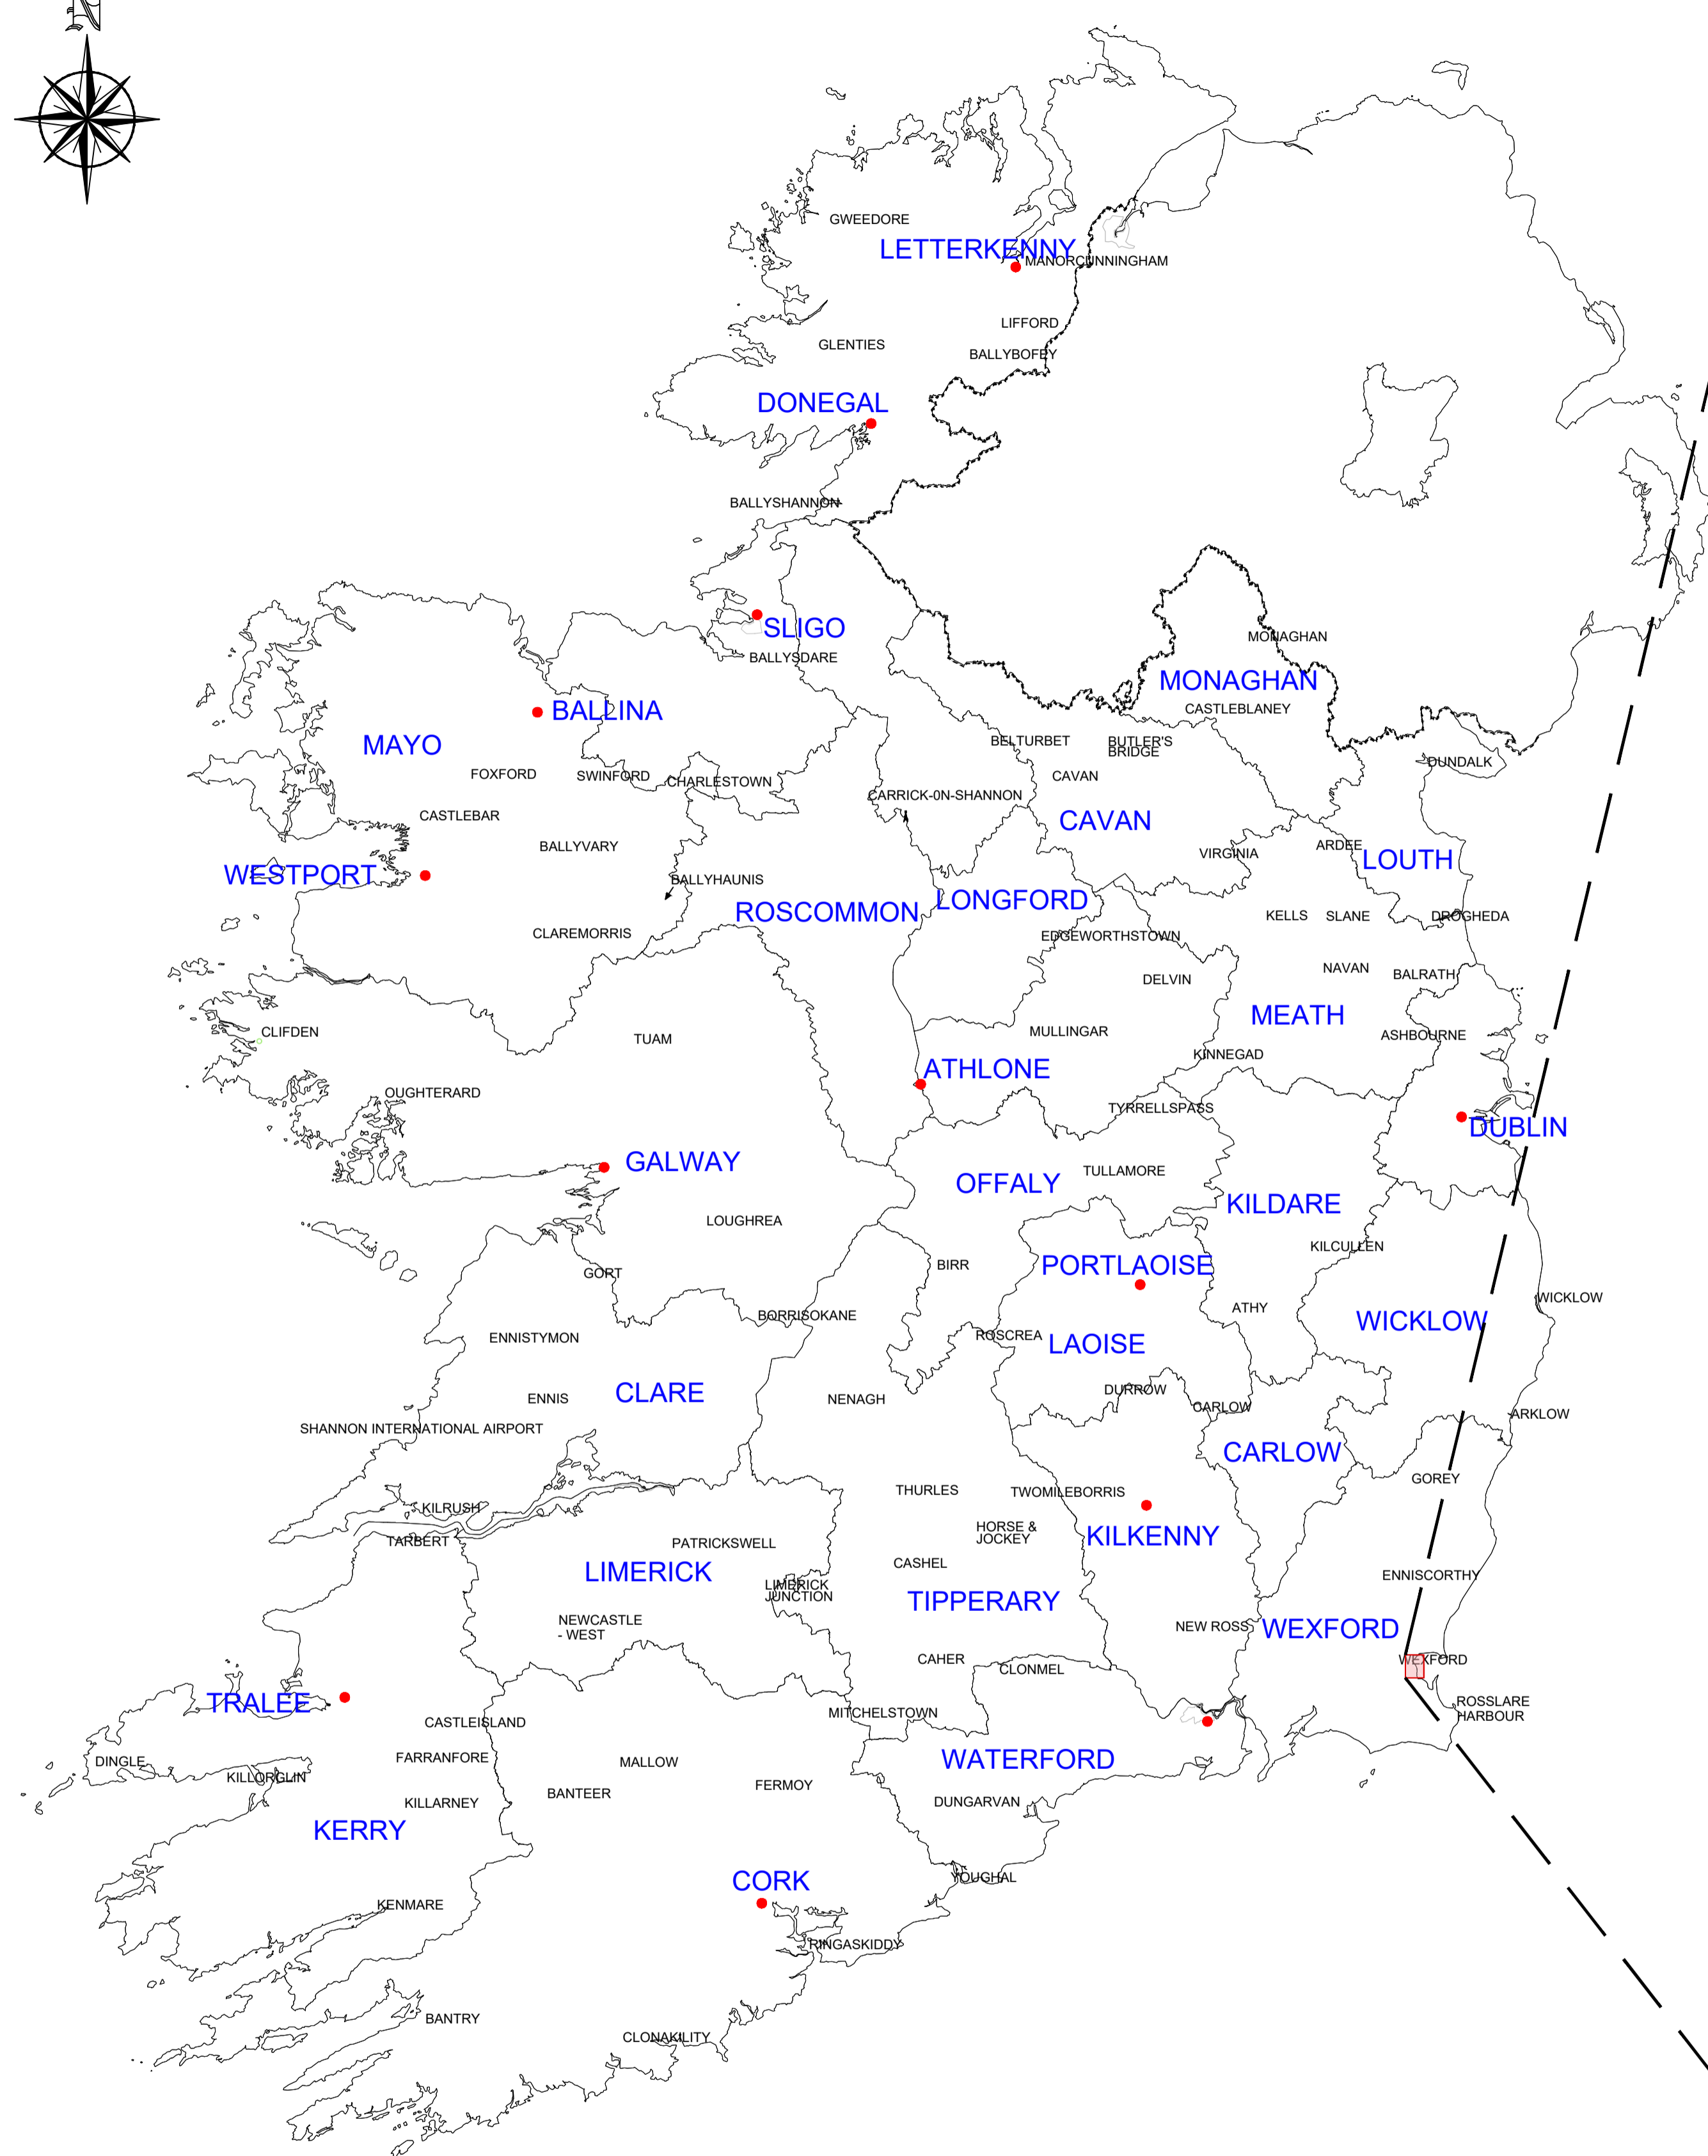 N
GWEEDORE
LETTERKENNY
MANORCUNNINGHAM
LIFFORD
GLENTIES
BALLYBOFEY
DONEGAL
BALLYSHANNON
SLIGO
BALLYSDARE
MONAGHAN
MONAGHAN
CASTLEBLANEY
BALLINA
MAYO
BELTURBET
BUTLER'S
BRIDGE
DUNDALK
FOXFORD
SWINFORD
CHARLESTOWN
CAVAN
CARRICK-0N-SHANNON
CASTLEBAR
CAVAN
BALLYVARY
VIRGINIA
ARDEE
LOUTH
WESTPORT
BALLYHAUNIS
ROSCOMMON
LONGFORD
KELLS
SLANE
DROGHEDA
CLAREMORRIS
EDGEWORTHSTOWN
DELVIN
NAVAN
BALRATH
MEATH
CLIFDEN
TUAM
MULLINGAR
ASHBOURNE
KINNEGAD
ATHLONE
OUGHTERARD
TYRRELLSPASS
DUBLIN
GALWAY
OFFALY
TULLAMORE
KILDARE
LOUGHREA
KILCULLEN
GORT
BIRR
PORTLAOISE
WICKLOW
BORRISOKANE
ATHY
WICKLOW
ENNISTYMON
ROSCREA
LAOISE
CLARE
ENNIS
NENAGH
DURROW
CARLOW
ARKLOW
SHANNON INTERNATIONAL AIRPORT
CARLOW
GOREY
THURLES
TWOMILEBORRIS
KILRUSH
HORSE &
JOCKEY
KILKENNY
TARBERT
PATRICKSWELL
CASHEL
LIMERICK
LIMERICK
JUNCTION
TIPPERARY
ENNISCORTHY
NEWCASTLE
- WEST
NEW ROSS
WEXFORD
CAHER
CLONMEL
WEXFORD
TRALEE
MITCHELSTOWN
ROSSLARE
HARBOUR
CASTLEISLAND
DINGLE
FARRANFORE
MALLOW
WATERFORD
KILLORGLIN
FERMOY
BANTEER
KILLARNEY
DUNGARVAN
KERRY
CORK
YOUGHAL
KENMARE
RINGASKIDDY
BANTRY
CLONAKILITY